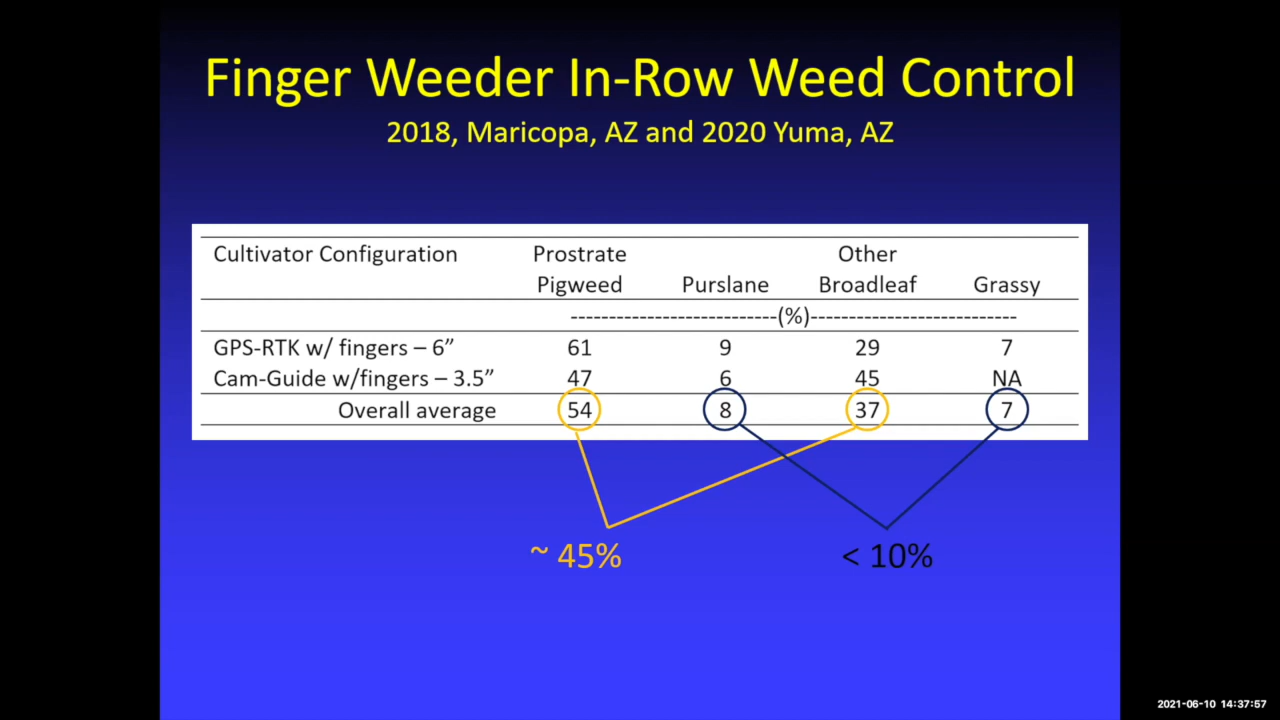 Finger Weeder In-Row Weed Control
2018, Maricopa, AZ and 2020 Yuma, AZ
Cultivator Configuration Prostrate Pigweed Purslane Other Broadleaf Grassy
---------------------------(%)---------------------------
GPS-RTK w/ fingers – 6” 61 9 29 7
Cam-Guide w/fingers – 3.5” 47 6 45 NA
Overall average 54 8 37 7
~ 45% < 10%
2021-06-10 14:37:57